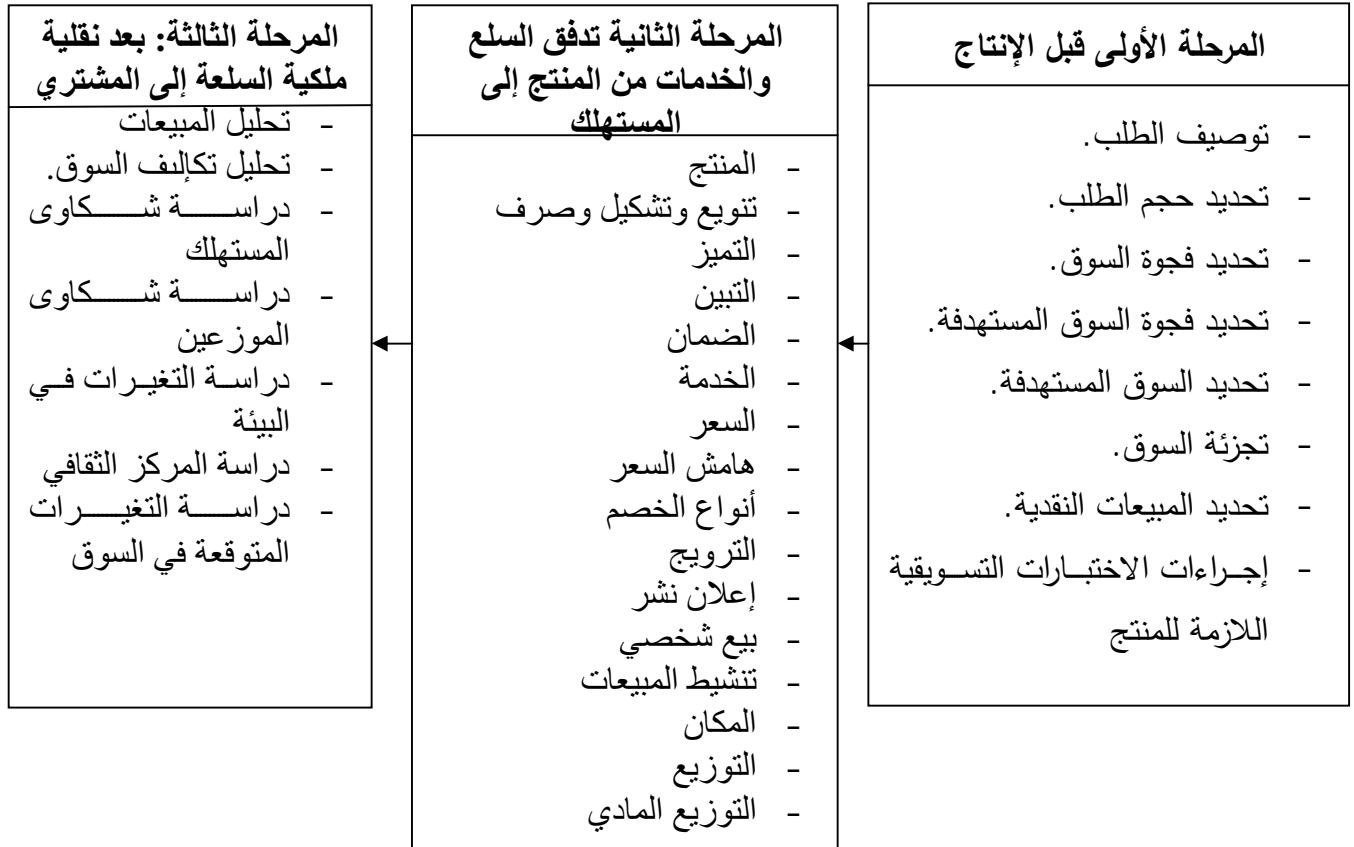 المرحلة الأولى قبل الإنتاج
- توصيف الطلب.
- تحديد حجم الطلب.
- تحديد فجوة السوق.
- تحديد فجوة السوق المستهدفة.
- تحديد السوق المستهدفة.
- تجزئة السوق.
- تحديد المبيعات النقدية.
- إجراءات الاختبارات التسويقية
اللازمة للمنتج
المرحلة الثانية تدفق السلع
والخدمات من المنتج إلى
المستهلك
- المنتج
- تنويع وتشكيل وصرف
- التميز
- التبين
- الضمان
- الخدمة
- السعر
- هامش السعر
- أنواع الخصم
- الترويج
- إعلان نشر
- بيع شخصي
- تنشيط المبيعات
- المكان
- التوزيع
- التوزيع المادي
المرحلة الثالثة: بعد نقلية
ملكية السلعة إلى المشتري
- تحليل المبيعات
- تحليل تكاليف السوق.
- دراسة شكاوى
المستهلك
- دراسة شكاوى
الموزعين
- دراسة التغيرات في
البيئة
- دراسة المركز الثقافي
- دراسة التغيرات
المتوقعة في السوق